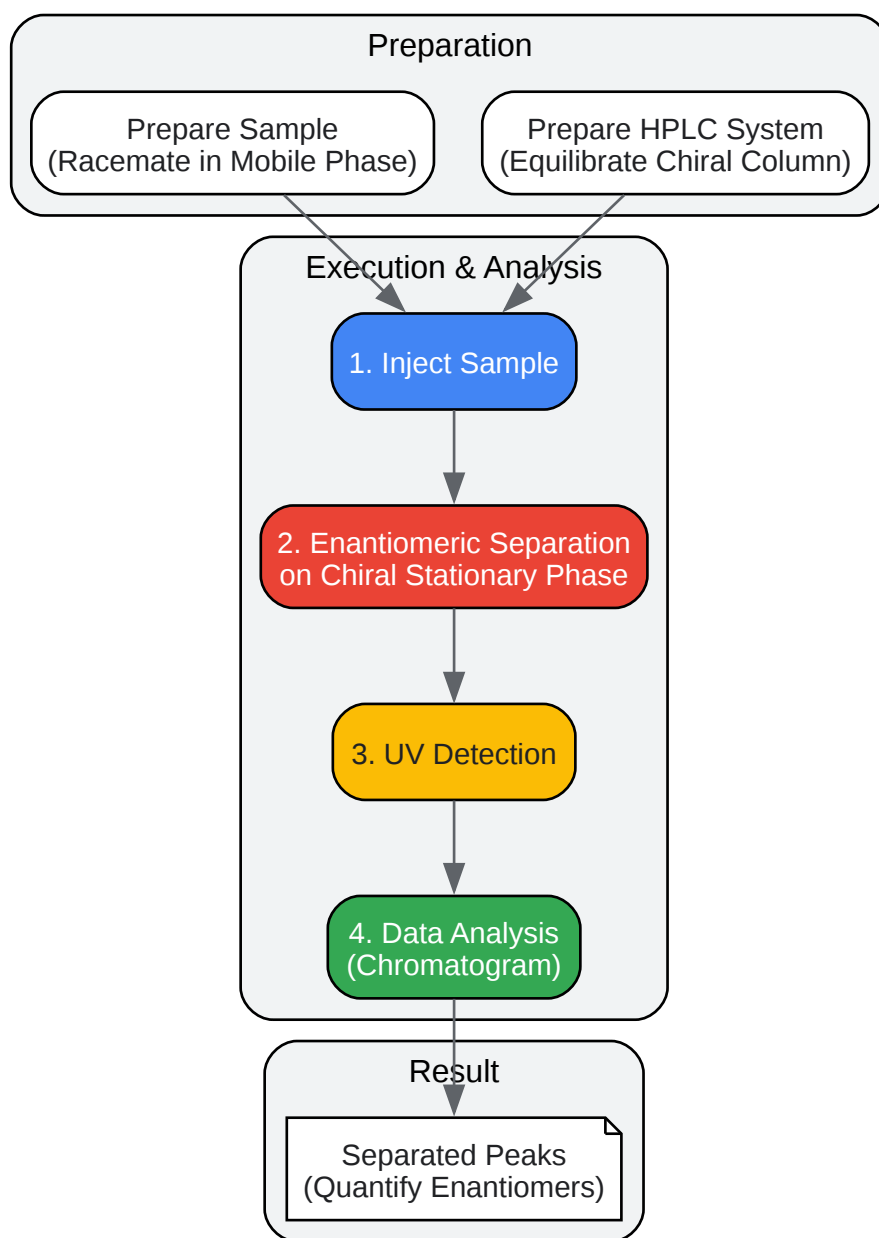 Preparation
Prepare Sample
(Racemate in Mobile Phase)
Prepare HPLC System
(Equilibrate Chiral Column)
Execution & Analysis
1. Inject Sample
2. Enantiomeric Separation
on Chiral Stationary Phase
3. UV Detection
4. Data Analysis
(Chromatogram)
Result
Separated Peaks
(Quantify Enantiomers)